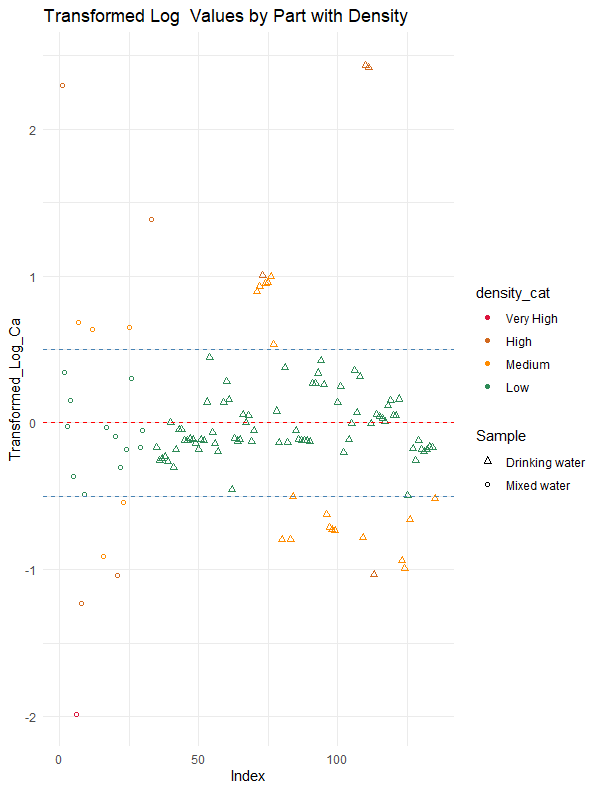 Transformed Log  Values by Part with Density
Transformed_Log_Ca
2
1
0
-1
-2
0
50
100
Index
density_cat
Very High
High
Medium
Low
Sample
Drinking water
Mixed water